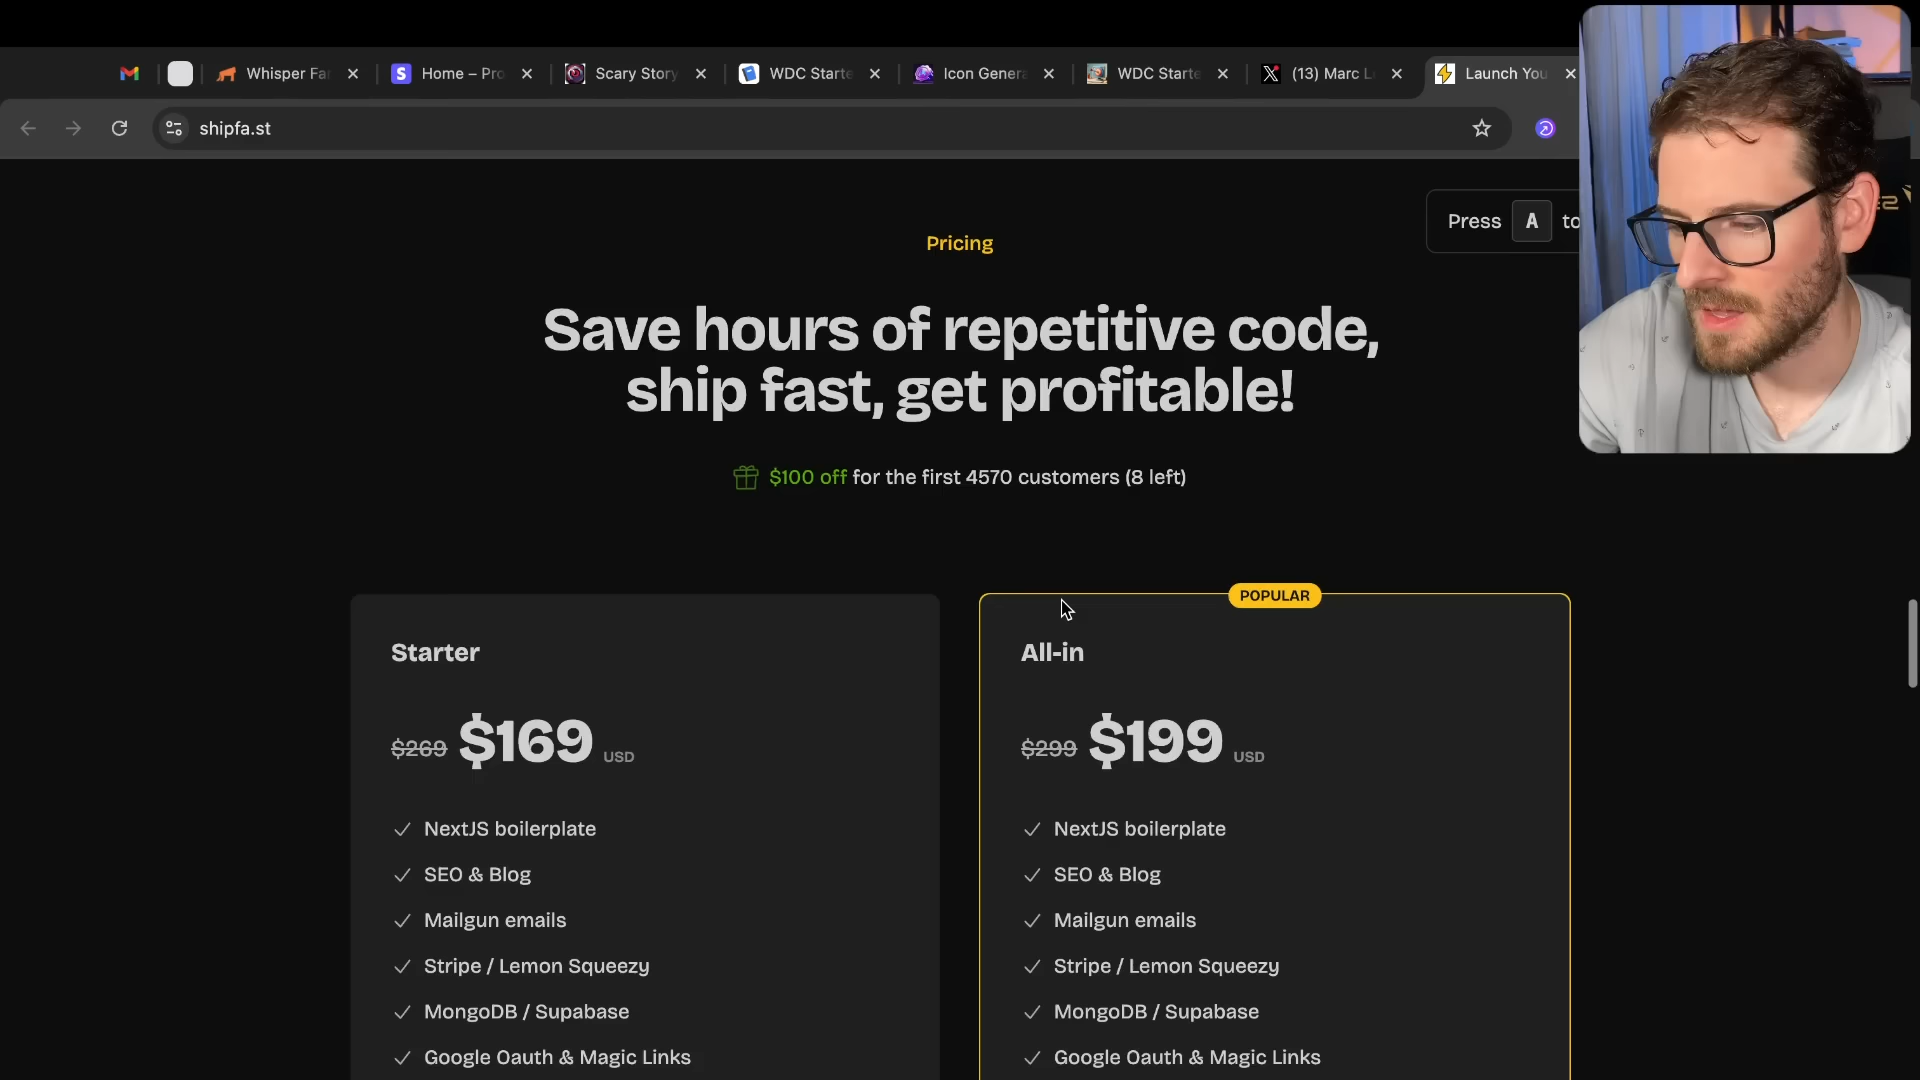 Whisper Fa
Home – Pro
Scary Story
WDC Starte
Icon Genera
WDC Starte
(13) Marc L
Launch You
shipfa.st
Press A to
Pricing
Save hours of repetitive code,
ship fast, get profitable!
$100 off for the first 4570 customers (8 left)
POPULAR
Starter
$269 $169 USD
NextJS boilerplate
SEO & Blog
Mailgun emails
Stripe / Lemon Squeezy
MongoDB / Supabase
Google Oauth & Magic Links
All-in
$299 $199 USD
NextJS boilerplate
SEO & Blog
Mailgun emails
Stripe / Lemon Squeezy
MongoDB / Supabase
Google Oauth & Magic Links